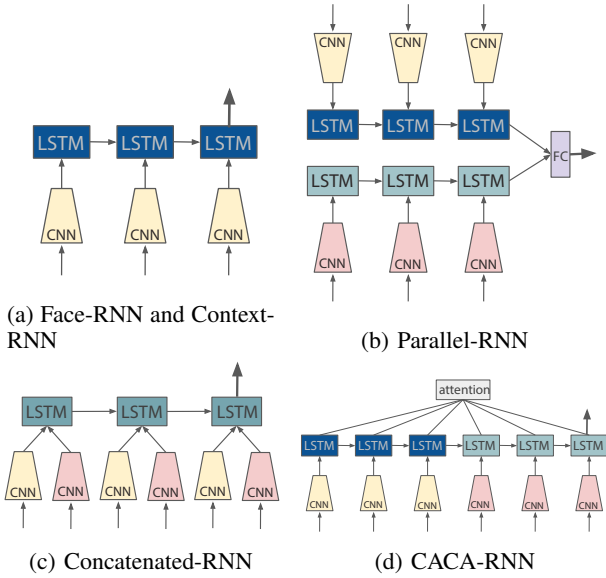 LSTM LSTM LSTM
CNN CNN CNN
(a) Face-RNN and Context-
RNN
CNN CNN CNN
LSTM LSTM LSTM
FC
LSTM LSTM LSTM
CNN CNN CNN
(b) Parallel-RNN
LSTM LSTM LSTM
CNN CNN CNN CNN CNN CNN
(c) Concatenated-RNN
attention
LSTM LSTM LSTM LSTM LSTM LSTM
CNN CNN CNN CNN CNN CNN
(d) CACA-RNN